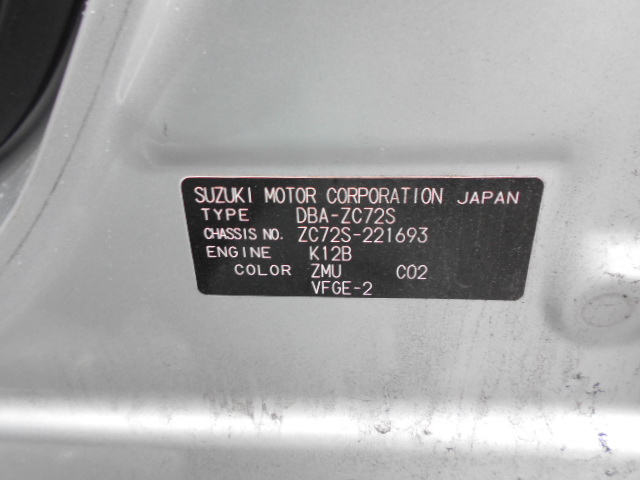 SUZUKI MOTOR CORPORATION JAPAN
TYPE DBA-ZC72S
CHASSIS NO. ZC72S-221693
ENGINE K12B
COLOR ZMU C02
VFGE-2